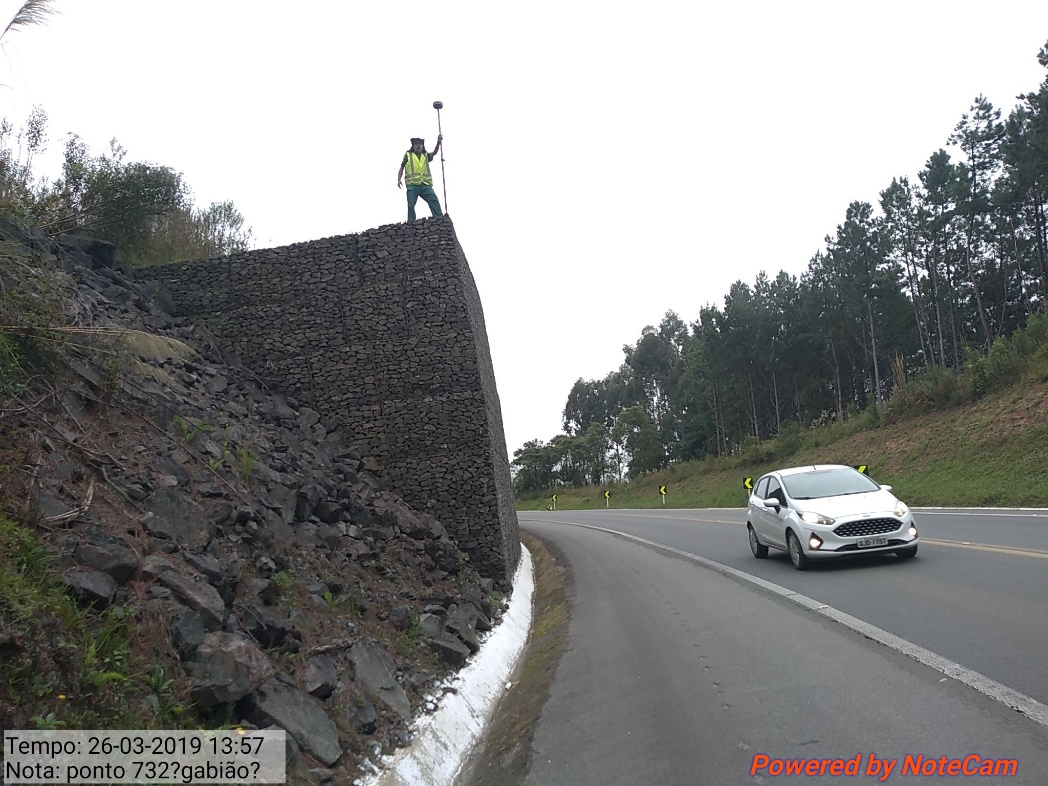 Tempo: 26-03-2019 13:57
Nota: ponto 732?gabião?
Powered by NoteCam